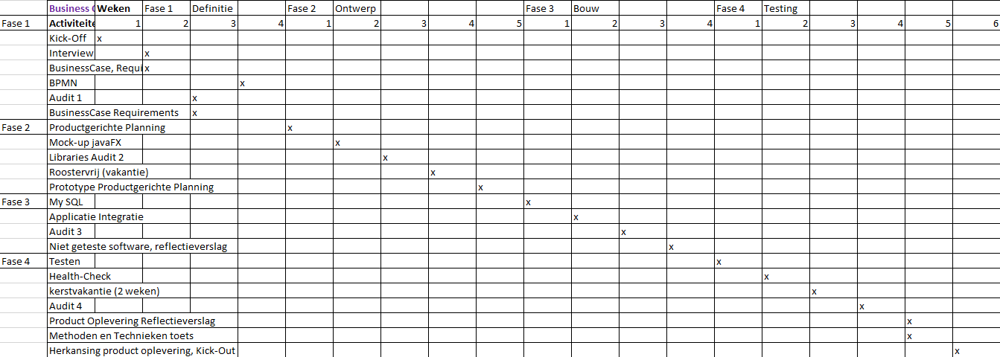 Business Weken Fase 1 Definitie Fase 2 Ontwerp Fase 3 Bouw Fase 4 Testing
Fase 1 Activiteite 1 2 3 4 1 2 3 4 5 1 2 3 4 1 2 3 4 5 6
Kick-Off x
Interview x
BusinessCase, Requi x
BPMN x
Audit 1 x
BusinessCase Requirements x
Fase 2 Productgerichte Planning x
Mock-up javaFX x
Libraries Audit 2 x
Roostervrij (vakantie) x
Prototype Productgerichte Planning x
Fase 3 My SQL x
Applicatie Integratie x
Audit 3 x
Niet geteste software, reflectieverslag x
Fase 4 Testen x
Health-Check x
kerstvakantie (2 weken) x
Audit 4 x
Product Oplevering Reflectieverslag x
Methoden en Technieken toets x
Herkansing product oplevering, Kick-Out x